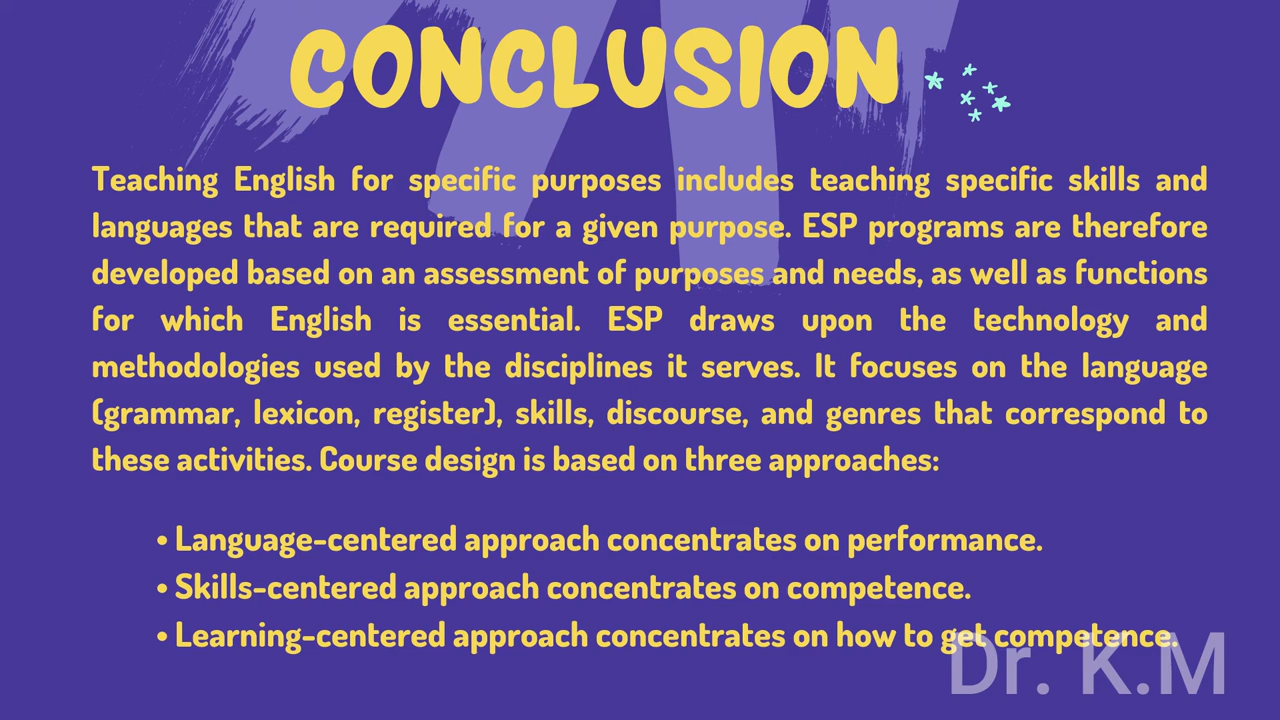 CONCLUSION
Teaching English for specific purposes includes teaching specific skills and
languages that are required for a given purpose. ESP programs are therefore
developed based on an assessment of purposes and needs, as well as functions
for which English is essential. ESP draws upon the technology and
methodologies used by the disciplines it serves. It focuses on the language
(grammar, lexicon, register), skills, discourse, and genres that correspond to
these activities. Course design is based on three approaches:
• Language-centered approach concentrates on performance.
• Skills-centered approach concentrates on competence.
• Learning-centered approach concentrates on how to get competence.
Dr. K.M